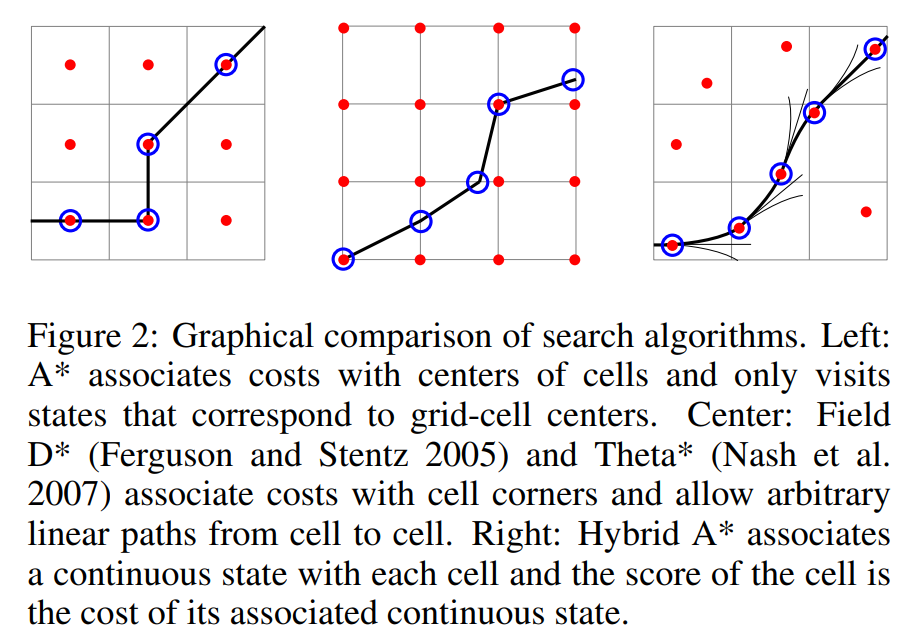 Figure 2: Graphical comparison of search algorithms. Left:
A* associates costs with centers of cells and only visits
states that correspond to grid-cell centers. Center: Field
D* (Ferguson and Stentz 2005) and Theta* (Nash et al.
2007) associate costs with cell corners and allow arbitrary
linear paths from cell to cell. Right: Hybrid A* associates
a continuous state with each cell and the score of the cell is
the cost of its associated continuous state.